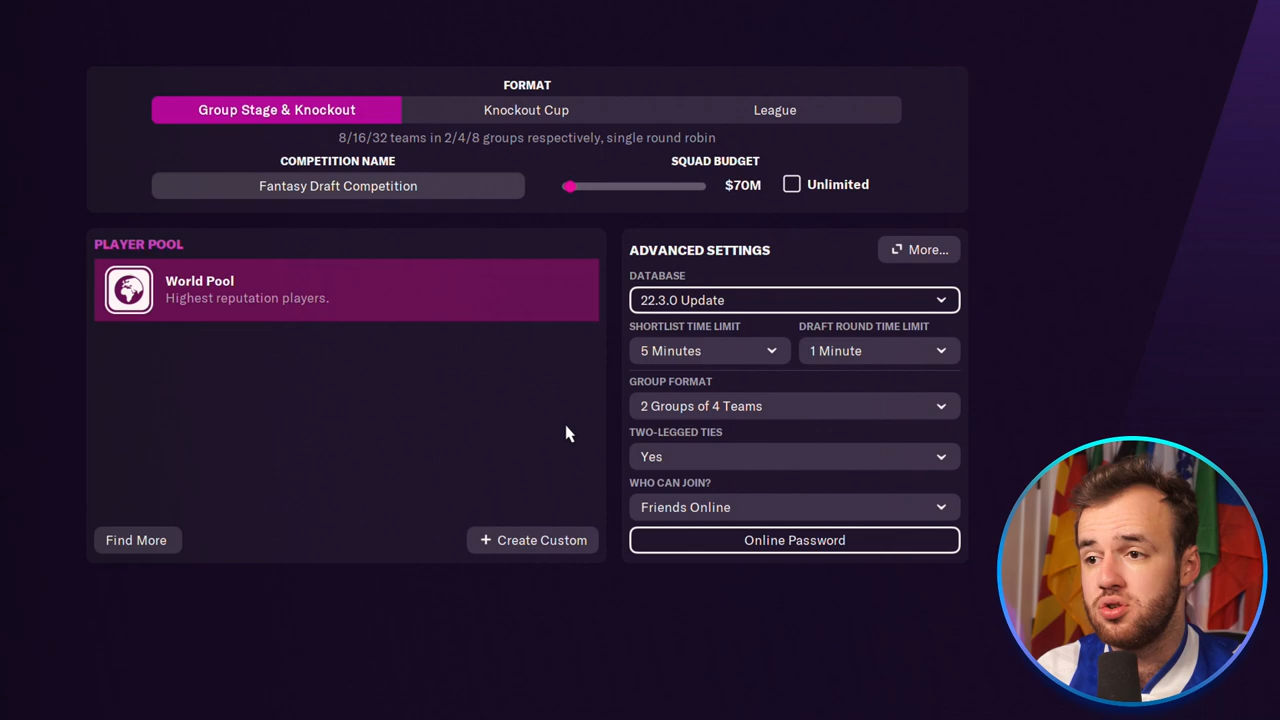 FORMAT
Group Stage & Knockout
Knockout Cup
League
8/16/32 teams in 2/4/8 groups respectively, single round robin
COMPETITION NAME
SQUAD BUDGET
Fantasy Draft Competition
$70M
Unlimited
PLAYER POOL
World Pool
Highest reputation players.
Find More
+ Create Custom
ADVANCED SETTINGS
More...
DATABASE
22.3.0 Update
SHORTLIST TIME LIMIT
DRAFT ROUND TIME LIMIT
5 Minutes
1 Minute
GROUP FORMAT
2 Groups of 4 Teams
TWO-LEGGED TIES
Yes
WHO CAN JOIN?
Friends Online
Online Password